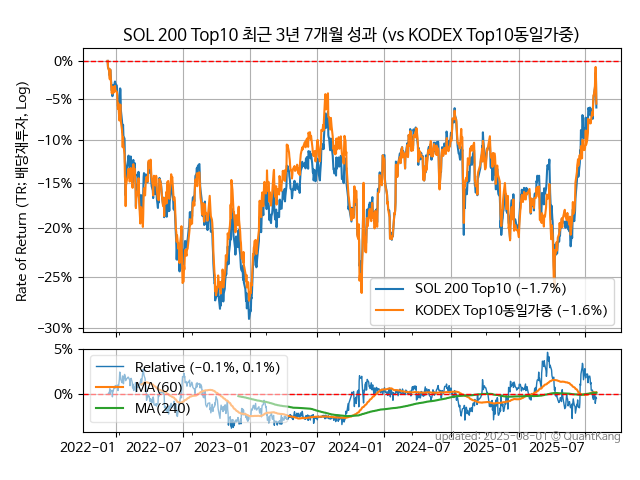 SOL 200 Top10 최근 3년 7개월 성과 (vs KODEX Top10동일가중)
Rate of Return (TR: 배당재투자, Log)
0%
−5%
−10%
−15%
−20%
−25%
−30%
SOL 200 Top10 (−1.7%)
KODEX Top10동일가중 (−1.6%)
5%
0%
Relative (−0.1%, 0.1%)
MA(60)
MA(240)
2022−01 2022−07 2023−01 2023−07 2024−01 2024−07 2025−01 2025−07
updated: 2025-08-01 © QuantKang